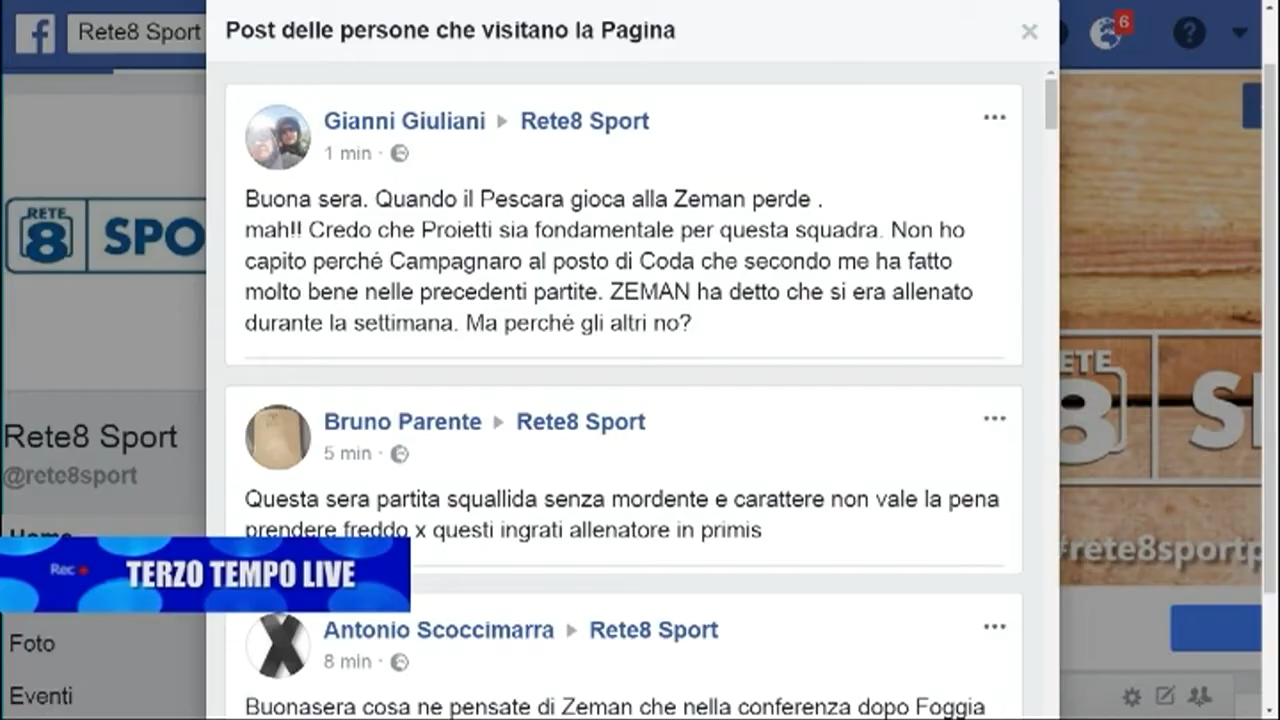 Rete8 Sport
Post delle persone che visitano la Pagina
×
6
?
Gianni Giuliani ▸ Rete8 Sport
1 min ·
Buona sera. Quando il Pescara gioca alla Zeman perde .
mah!! Credo che Proietti sia fondamentale per questa squadra. Non ho
capito perché Campagnaro al posto di Coda che secondo me ha fatto
molto bene nelle precedenti partite. ZEMAN ha detto che si era allenato
durante la settimana. Ma perché gli altri no?
RETE
8
SPO
ETE
8
S
Rete8 Sport
@rete8sport
Bruno Parente ▸ Rete8 Sport
5 min ·
Questa sera partita squallida senza mordente e carattere non vale la pena
prendere freddo x questi ingrati allenatore in primis
Home
#rete8sportp
Rec
TERZO TEMPO LIVE
Foto
Eventi
Antonio Scoccimarra ▸ Rete8 Sport
8 min ·
Buonasera cosa ne pensate di Zeman che nella conferenza dopo Foggia